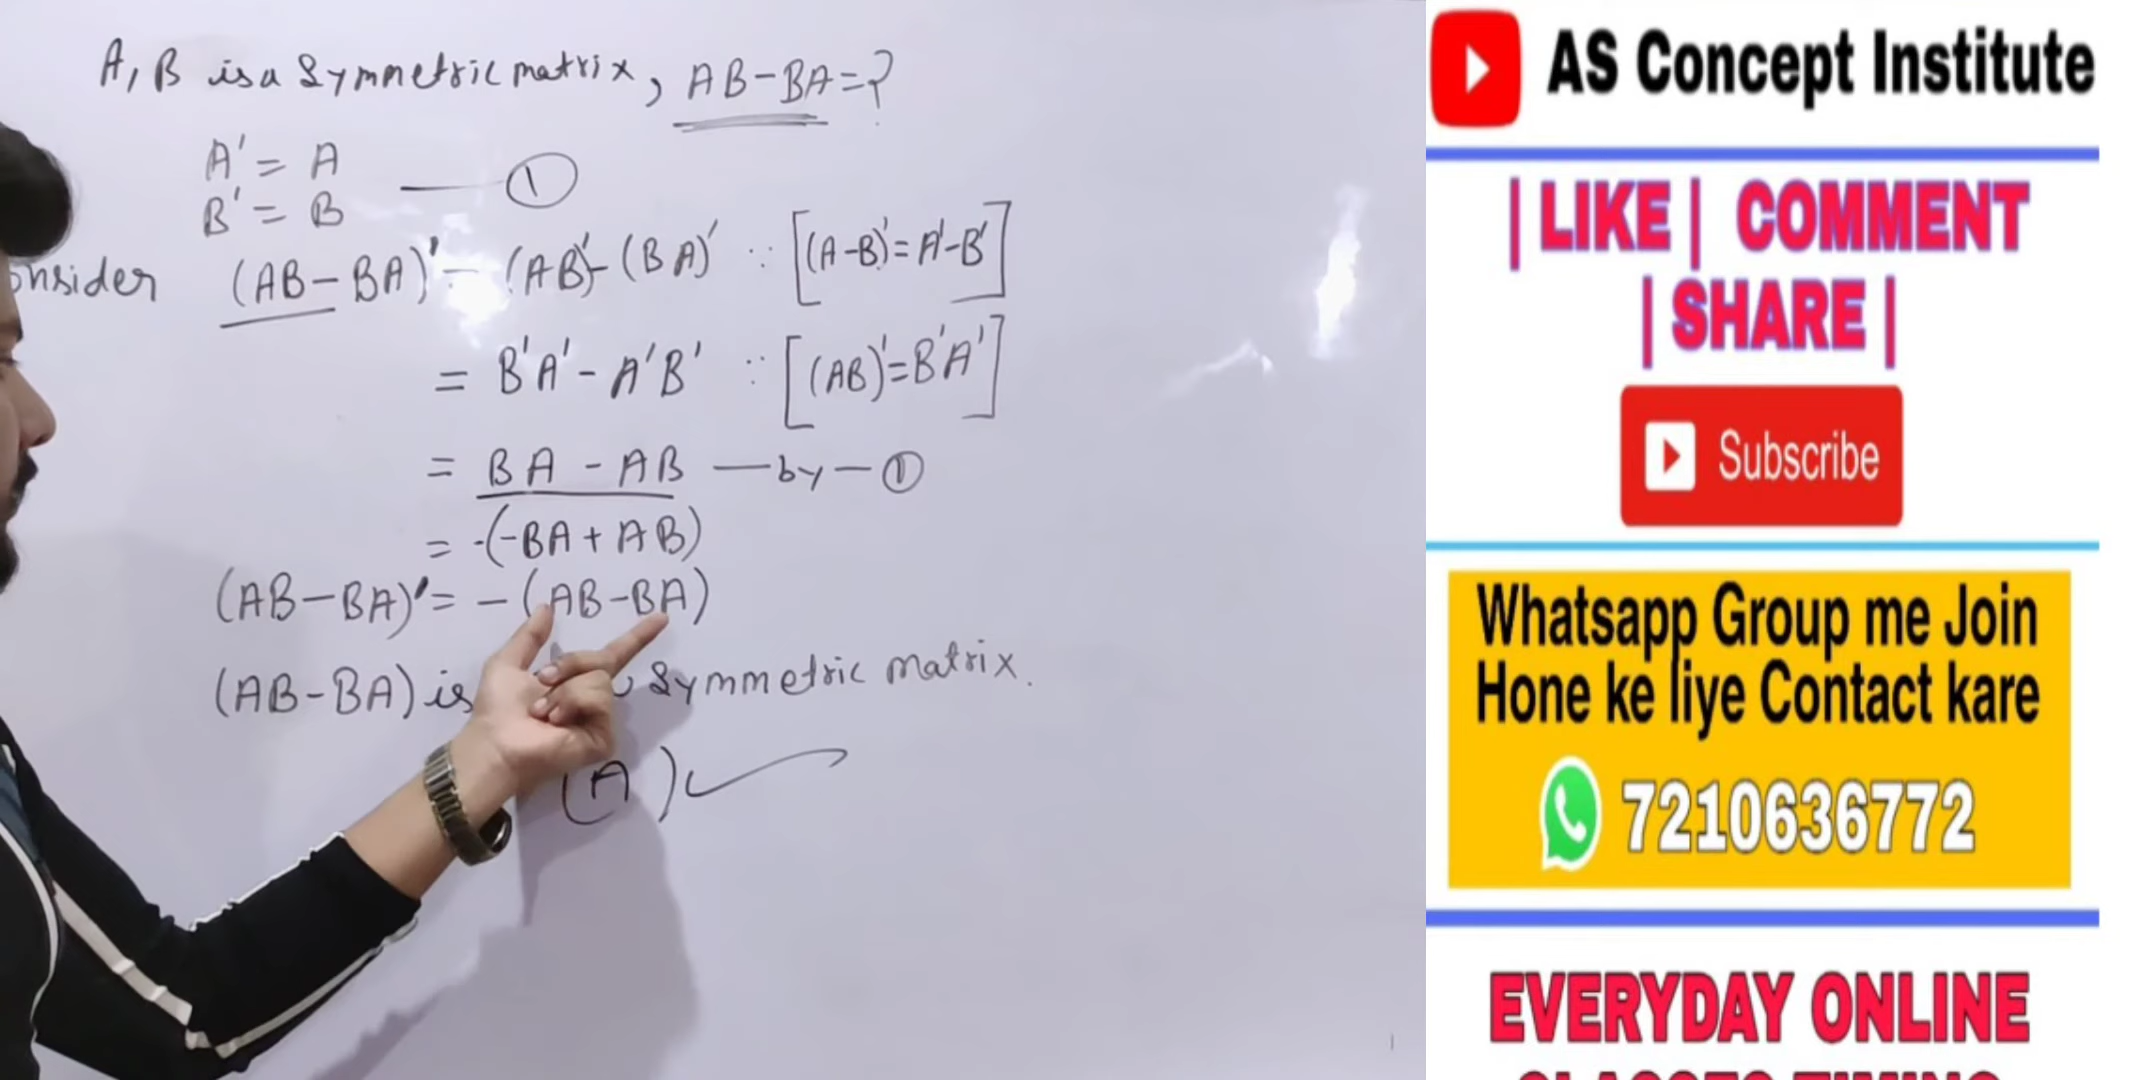 A, B is a Symmetric matrix, AB-BA=?
A' = A
B' = B — ①
onsider (AB-BA)' = (AB)'-(BA)' ∵ [(A-B)'=A'-B']
= B'A' - A'B' ∵ [(AB)'=B'A']
= BA - AB — by — ①
= -(-BA+AB)
(AB-BA)' = -(AB-BA)
(AB-BA) is Symmetric matrix.
(A) ✓
AS Concept Institute
| LIKE | COMMENT
| SHARE |
Subscribe
Whatsapp Group me Join
Hone ke liye Contact kare
7210636772
EVERYDAY ONLINE
CLASSES TIMING